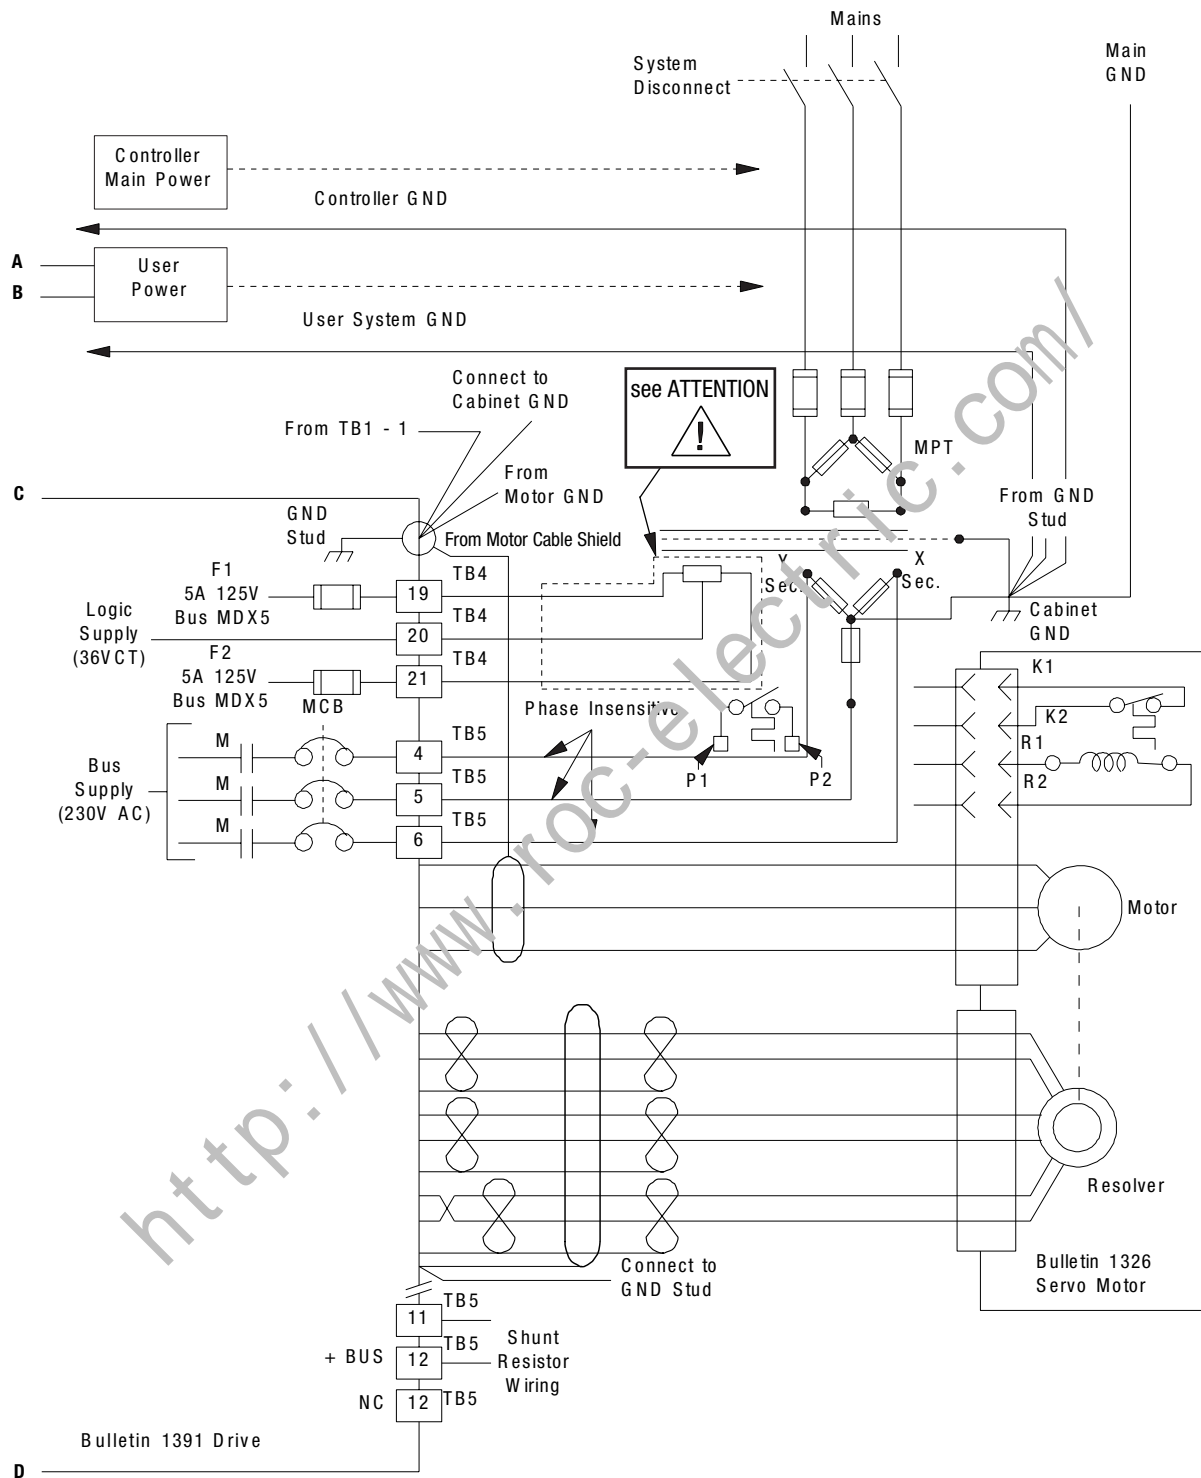 Mains
System
Disconnect
Main
GND
Controller
Main Power
Controller GND
A
B
User
Power
User System GND
Connect to
Cabinet GND
see ATTENTION
!
From TB1 - 1
MPT
From
Motor GND
C
From GND
Stud
GND
Stud
From Motor Cable Shield
Y
Sec.
X
Sec.
F1
5A 125V
Bus MDX5
19
TB4
Logic
Supply
(36VCT)
20
TB4
Cabinet
GND
F2
5A 125V
Bus MDX5
21
TB4
MCB
Phase Insensitive
K1
K2
R1
R2
Bus
Supply
(230V AC)
M
4
TB5
P1
P2
M
5
TB5
M
6
TB5
Motor
Resolver
Connect to
GND Stud
Bulletin 1326
Servo Motor
11
TB5
+ BUS
12
TB5
Shunt
Resistor
Wiring
NC
12
TB5
Bulletin 1391 Drive
D
http://www.roc-electric.com/